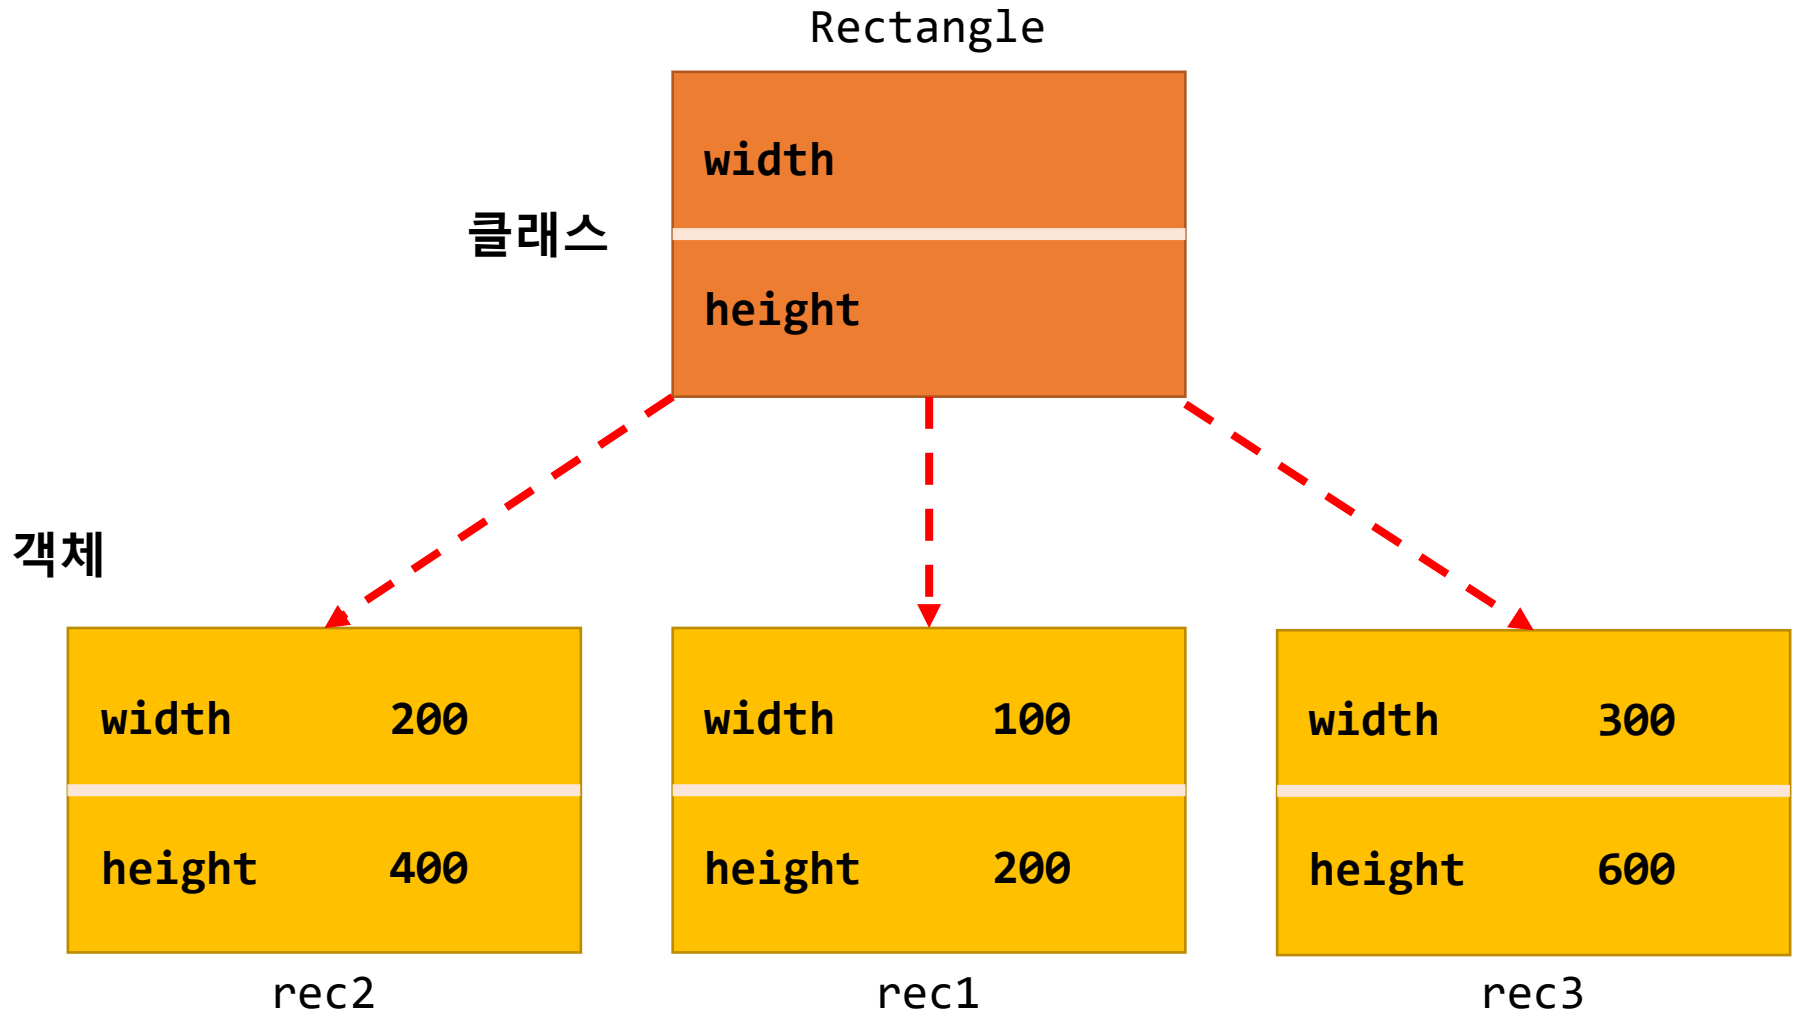 Rectangle
width
클래스
height
객체
width 200
height 400
rec2
width 100
height 200
rec1
width 300
height 600
rec3